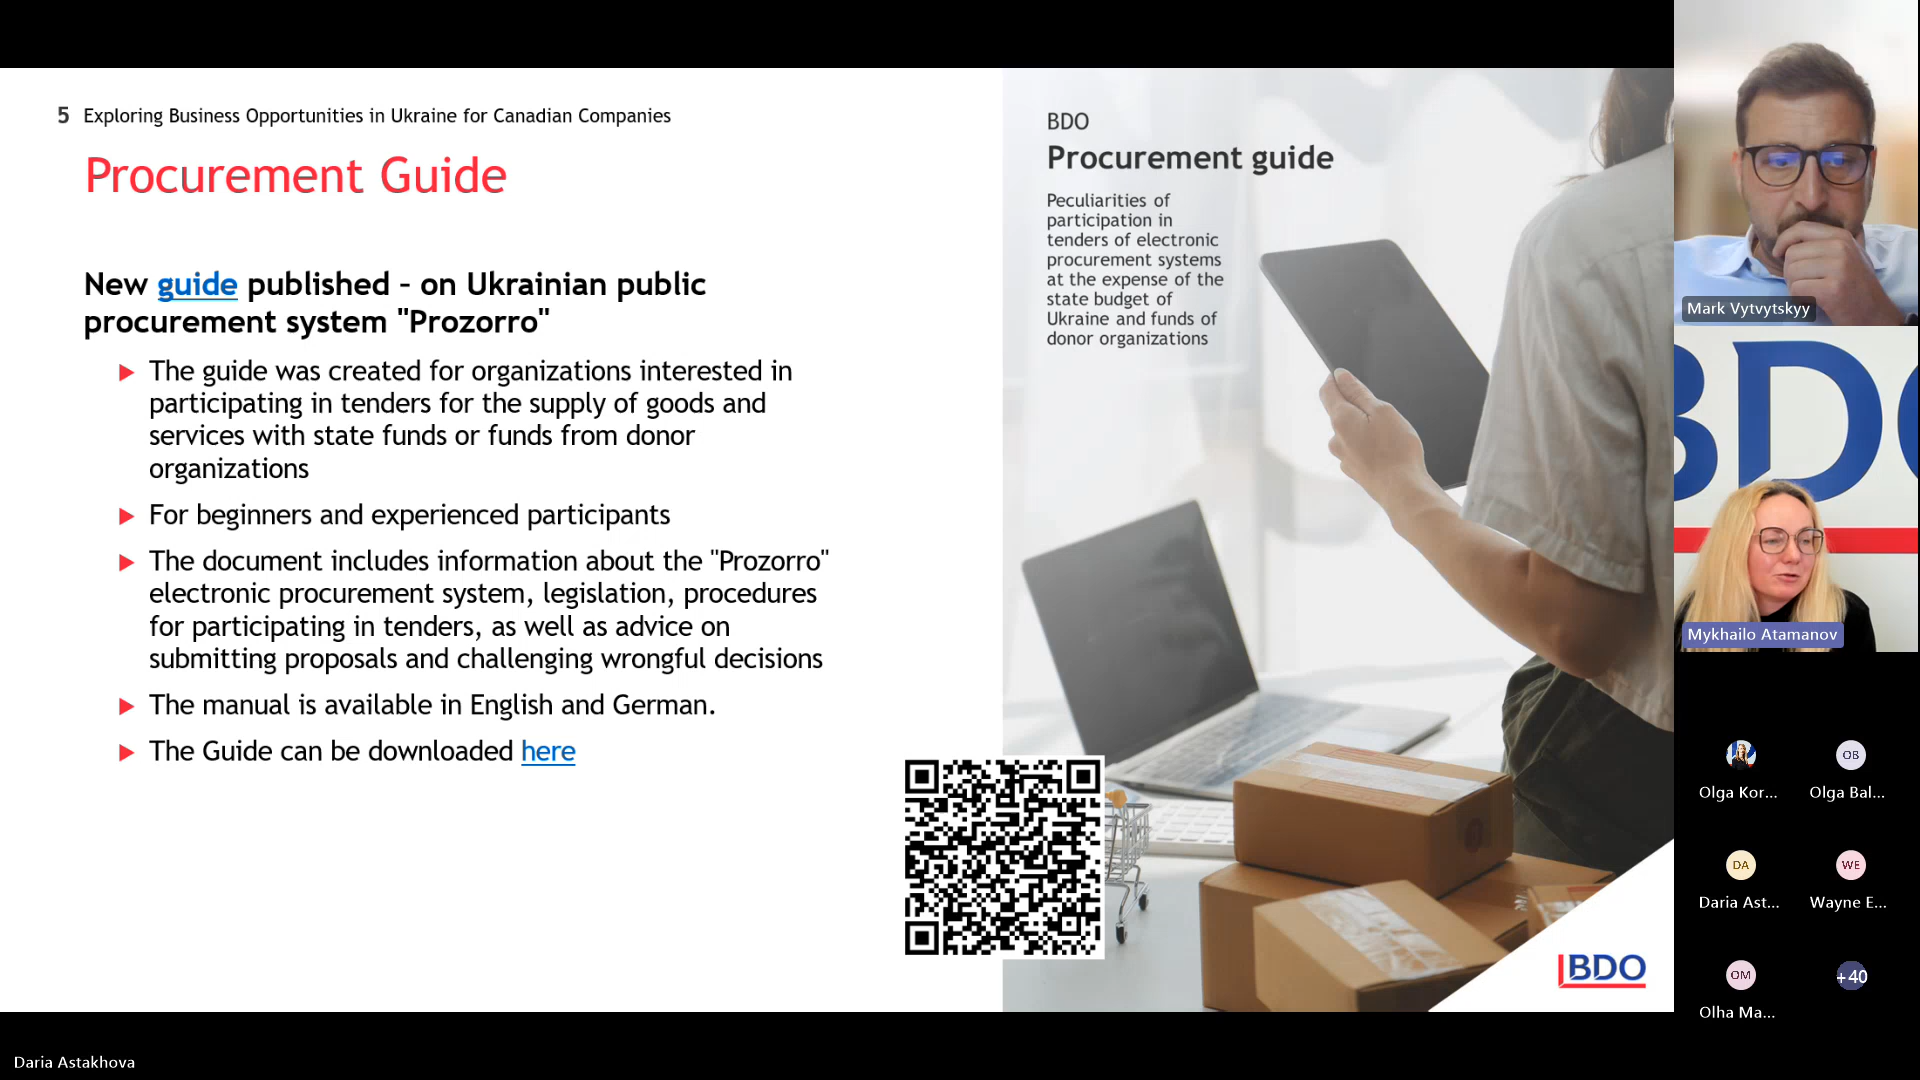 5 Exploring Business Opportunities in Ukraine for Canadian Companies
Procurement Guide
New guide published – on Ukrainian public
procurement system "Prozorro"
The guide was created for organizations interested in
participating in tenders for the supply of goods and
services with state funds or funds from donor
organizations
For beginners and experienced participants
The document includes information about the "Prozorro"
electronic procurement system, legislation, procedures
for participating in tenders, as well as advice on
submitting proposals and challenging wrongful decisions
The manual is available in English and German.
The Guide can be downloaded here
BDO
Procurement guide
Peculiarities of
participation in
tenders of electronic
procurement systems
at the expense of the
state budget of
Ukraine and funds of
donor organizations
BDO
Mark Vytvytskyy
BDO
Mykhailo Atamanov
Olga Kor...
OB
Olga Bal...
DA
Daria Ast...
WE
Wayne E...
OM
Olha Ma...
+40
Daria Astakhova